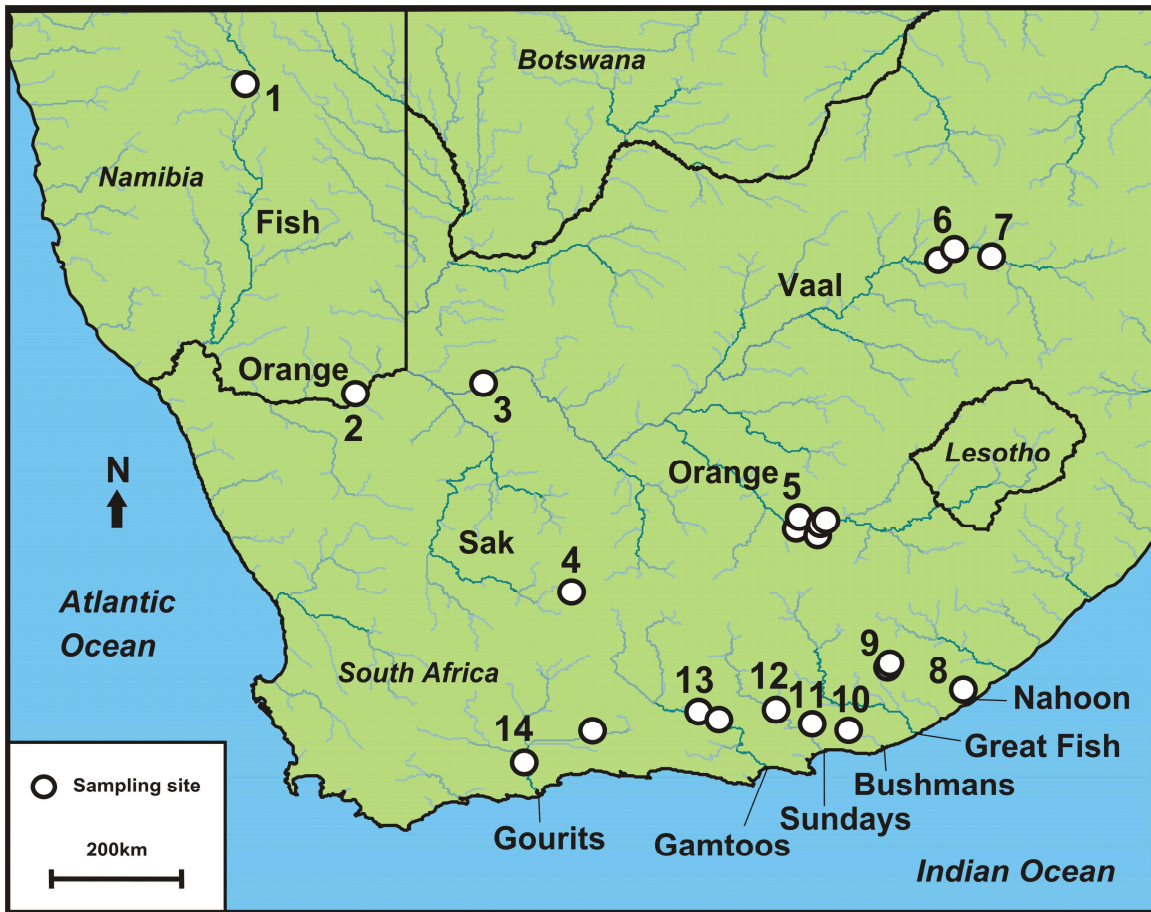 Botswana
1
Namibia
Fish
6
7
Vaal
Orange
2
3
N
Lesotho
Orange
5
Sak
4
Atlantic
Ocean
South Africa
9
8
13
12
11
10
Nahoon
14
Great Fish
Bushmans
Sundays
Gourits
Gamtoos
Sampling site
200km
Indian Ocean